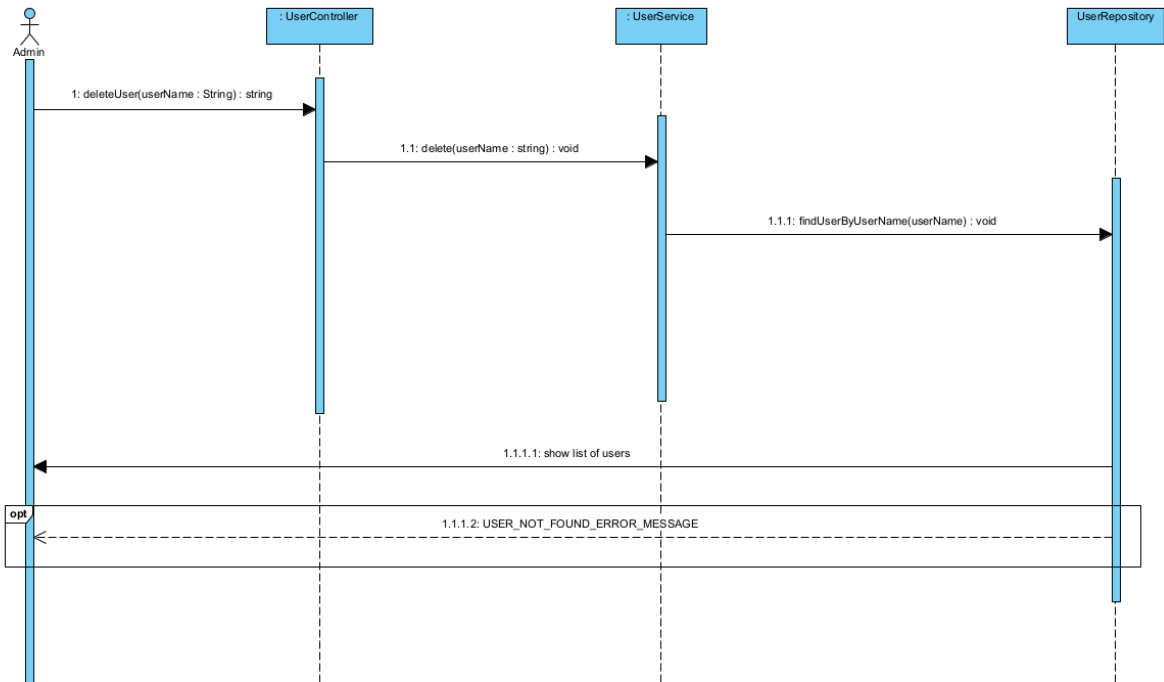 : UserController
: UserService
UserRepository
Admin
1: deleteUser(userName : String) : string
1.1: delete(userName : string) : void
1.1.1: findUserByUserName(userName) : void
1.1.1.1: show list of users
opt
1.1.1.2: USER_NOT_FOUND_ERROR_MESSAGE